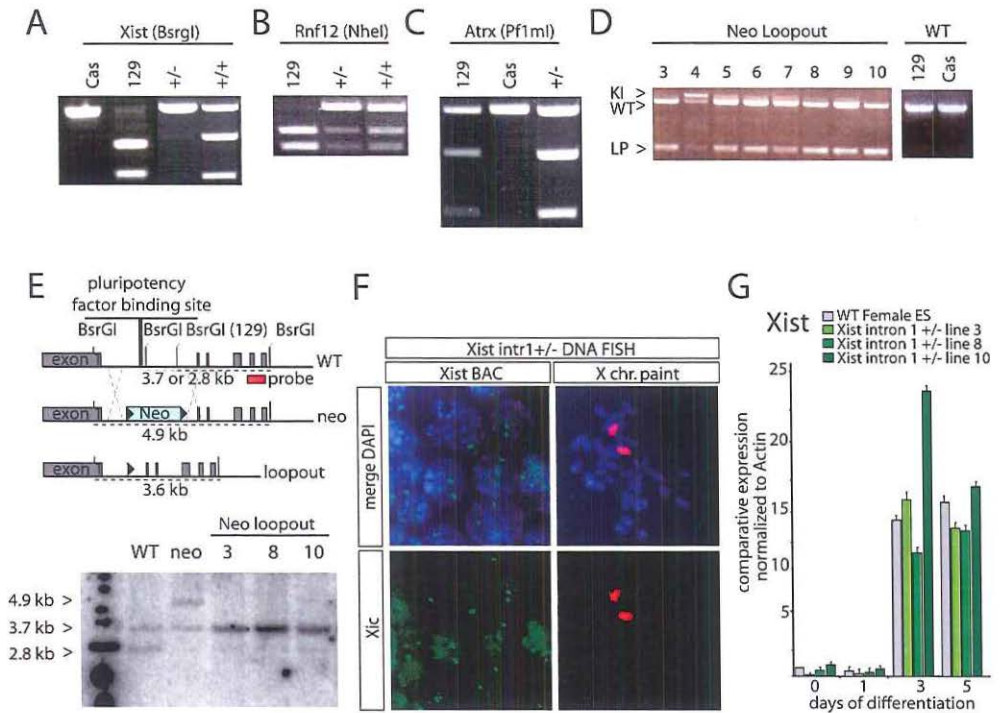 A
Xist (BsrgI)
Cas
129
+/-
+/+
B
Rnf12 (NheI)
129
+/-
+/+
C
Atrx (Pf1mI)
129
Cas
+/-
D
Neo Loopout
WT
3 4 5 6 7 8 9 10
129
Cas
KI >
WT>
LP >
E
pluripotency
factor binding site
BsrGI BsrGI BsrGI (129) BsrGI
exon
WT
3.7 or 2.8 kb
probe
Neo
neo
4.9 kb
exon
loopout
3.6 kb
Neo loopout
WT neo 3 8 10
4.9 kb >
3.7 kb >
2.8 kb >
F
Xist intr1+/- DNA FISH
Xist BAC
X chr. paint
merge DAPI
Xic
G
Xist
WT Female ES
Xist intron 1 +/- line 3
Xist intron 1 +/- line 8
Xist intron 1 +/- line 10
comparative expression
normalized to Actin
25
20
15
10
5
0 1 3 5
days of differentiation